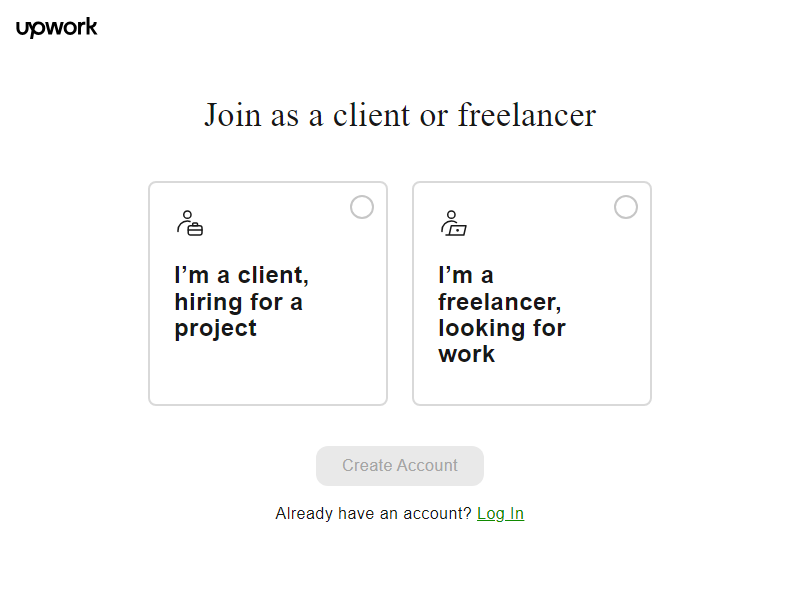 upwork
Join as a client or freelancer
I’m a client,
hiring for a
project
I’m a
freelancer,
looking for
work
Create Account
Already have an account? Log In